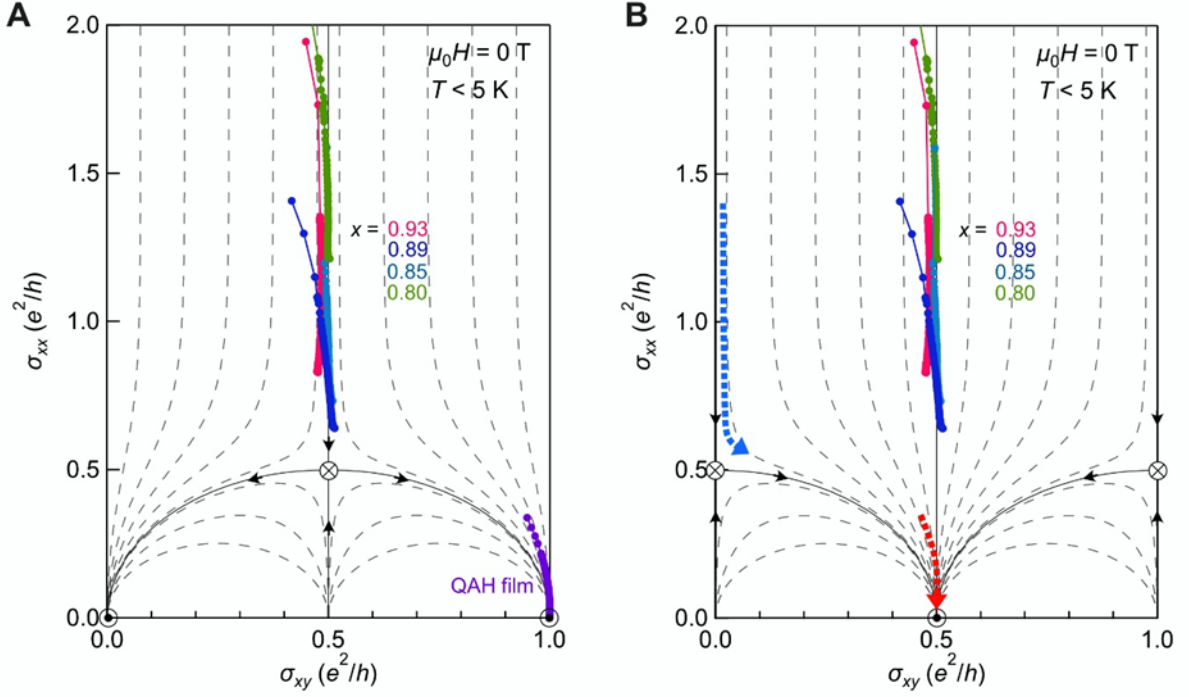 A
2.0
1.5
1.0
0.5
0.0
σxx (e²/h)
μ₀H = 0 T
T < 5 K
x = 0.93
0.89
0.85
0.80
QAH film
0.0
0.5
1.0
σxy (e²/h)
B
2.0
1.5
1.0
0.5
0.0
σxx (e²/h)
μ₀H = 0 T
T < 5 K
x = 0.93
0.89
0.85
0.80
0.0
0.5
1.0
σxy (e²/h)